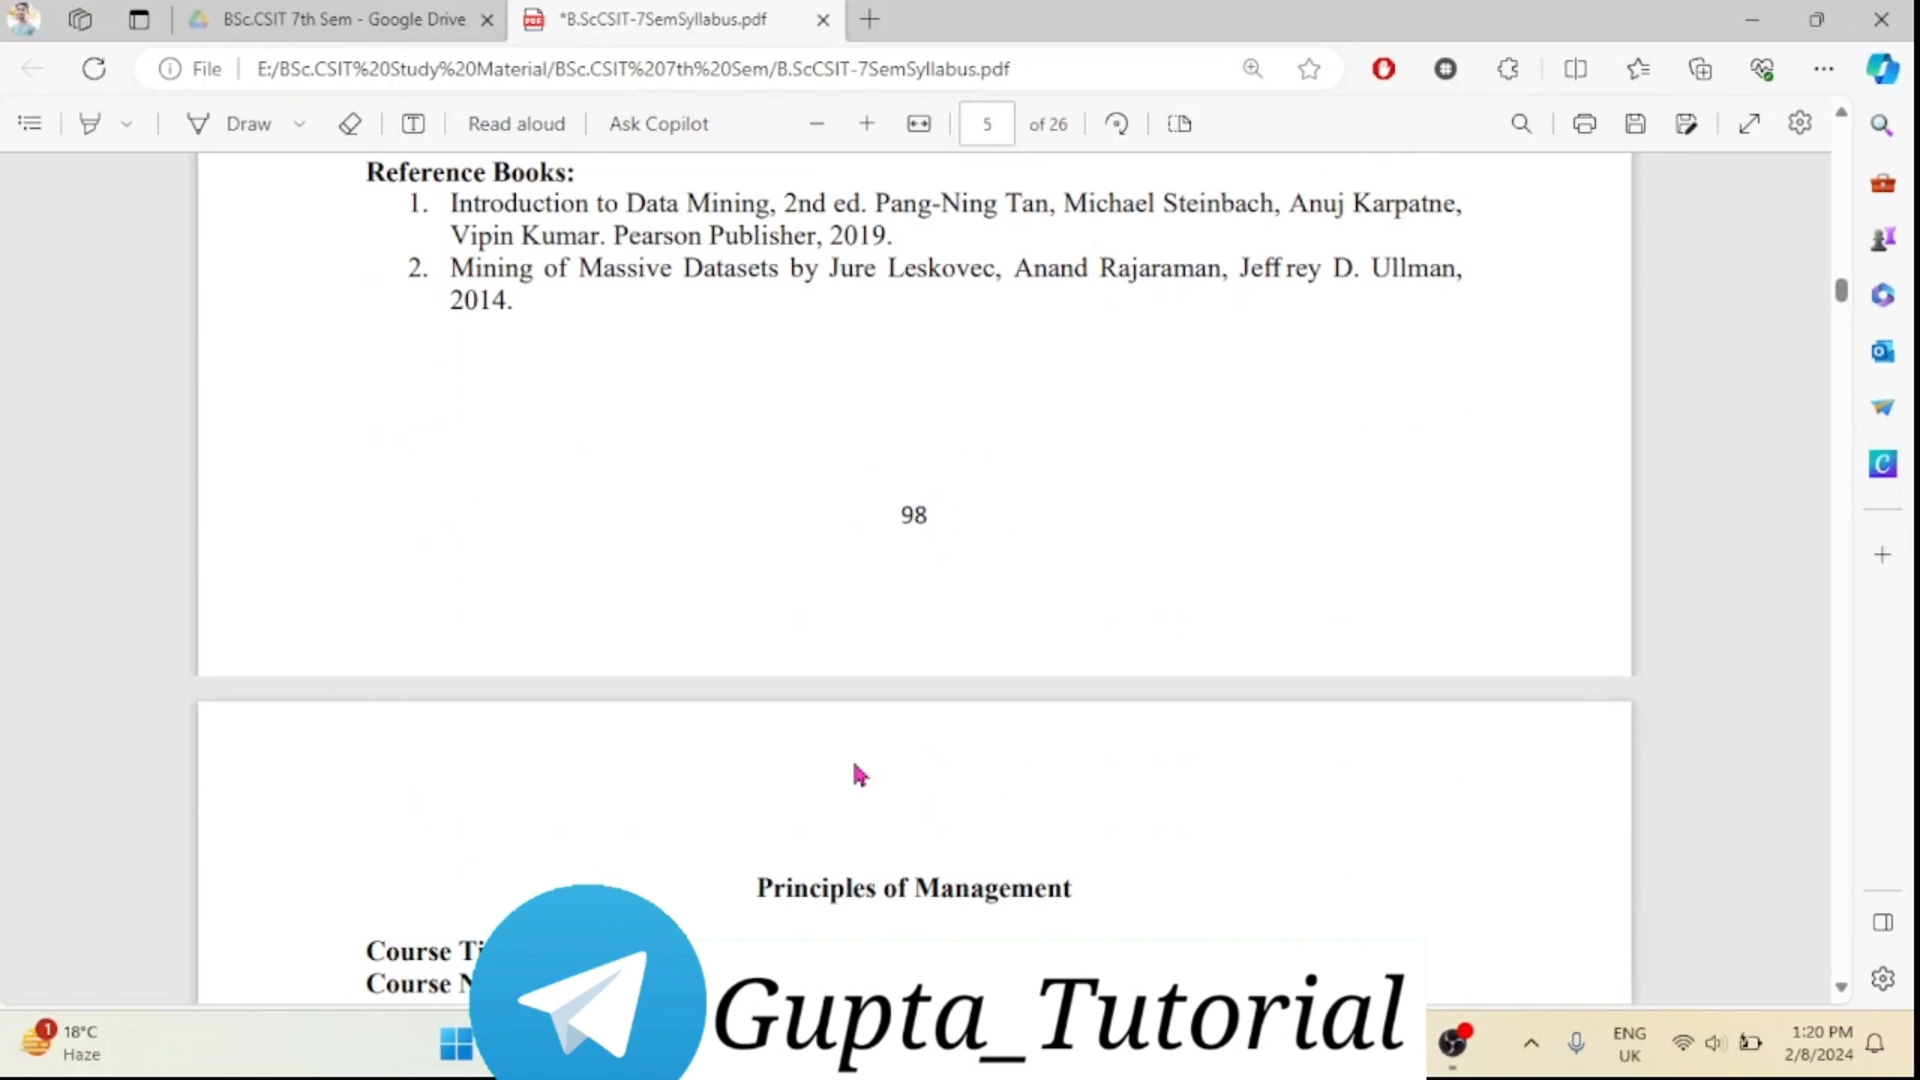 BSc.CSIT 7th Sem - Google Drive
*B.ScCSIT-7SemSyllabus.pdf
File
E:/BSc.CSIT%20Study%20Material/BSc.CSIT%207th%20Sem/B.ScCSIT-7SemSyllabus.pdf
Draw
Read aloud
Ask Copilot
5 of 26
Reference Books:
1. Introduction to Data Mining, 2nd ed. Pang-Ning Tan, Michael Steinbach, Anuj Karpatne,
Vipin Kumar. Pearson Publisher, 2019.
2. Mining of Massive Datasets by Jure Leskovec, Anand Rajaraman, Jeffrey D. Ullman,
2014.
98
Principles of Management
Course Ti
Course N
Gupta_Tutorial
1
18°C
Haze
ENG
UK
1:20 PM
2/8/2024